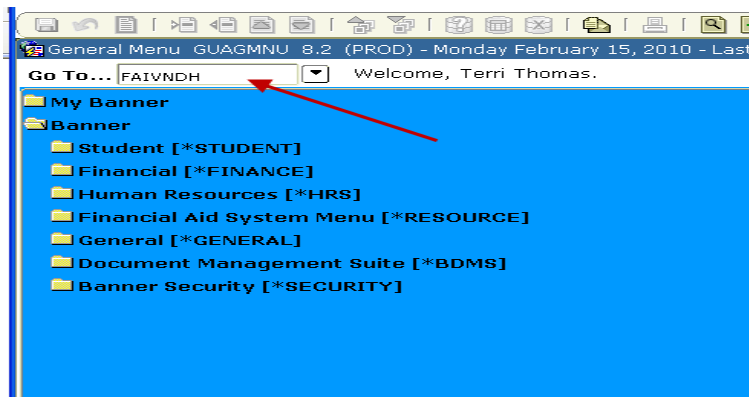 General Menu GUAGMNU 8.2 (PROD) - Monday February 15, 2010 - Last
Go To... FAIVNDH Welcome, Terri Thomas.
My Banner
Banner
Student [*STUDENT]
Financial [*FINANCE]
Human Resources [*HRS]
Financial Aid System Menu [*RESOURCE]
General [*GENERAL]
Document Management Suite [*BDMS]
Banner Security [*SECURITY]